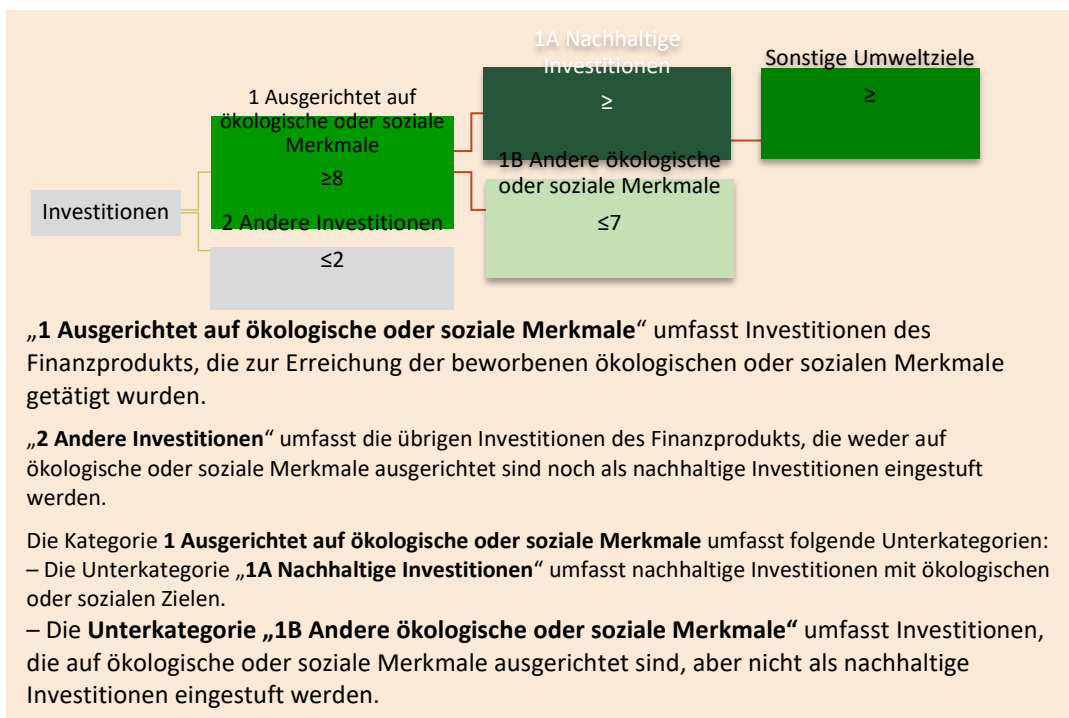 1A Nachhaltige
Investitionen
≥
Sonstige Umweltziele
≥
1 Ausgerichtet auf
ökologische oder soziale
Merkmale
≥8
1B Andere ökologische
oder soziale Merkmale
≤7
Investitionen
2 Andere Investitionen
≤2
„1 Ausgerichtet auf ökologische oder soziale Merkmale“ umfasst Investitionen des
Finanzprodukts, die zur Erreichung der beworbenen ökologischen oder sozialen Merkmale
getätigt wurden.
„2 Andere Investitionen“ umfasst die übrigen Investitionen des Finanzprodukts, die weder auf
ökologische oder soziale Merkmale ausgerichtet sind noch als nachhaltige Investitionen eingestuft
werden.
Die Kategorie 1 Ausgerichtet auf ökologische oder soziale Merkmale umfasst folgende Unterkategorien:
– Die Unterkategorie „1A Nachhaltige Investitionen“ umfasst nachhaltige Investitionen mit ökologischen
oder sozialen Zielen.
– Die Unterkategorie „1B Andere ökologische oder soziale Merkmale“ umfasst Investitionen,
die auf ökologische oder soziale Merkmale ausgerichtet sind, aber nicht als nachhaltige
Investitionen eingestuft werden.